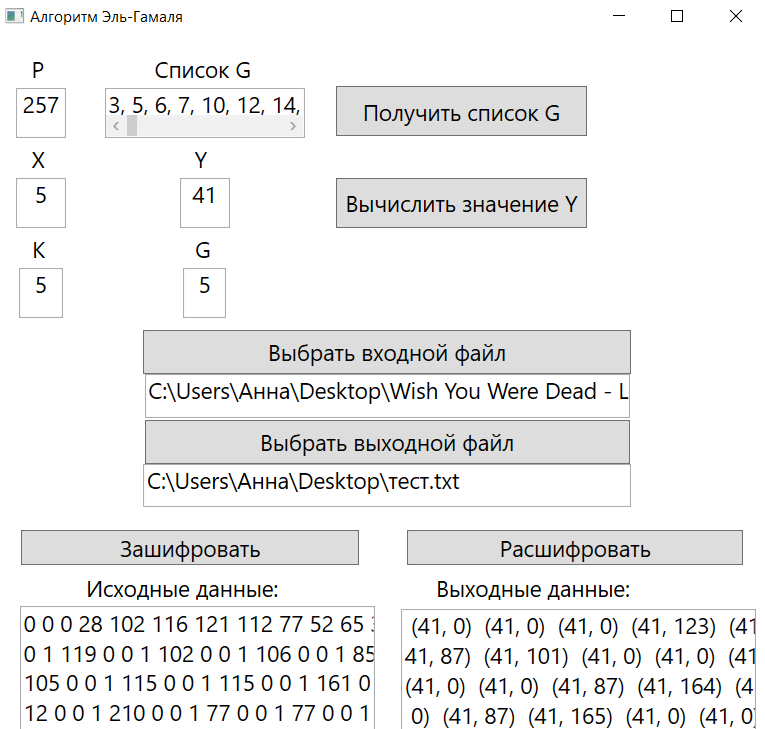 Алгоритм Эль-Гамаля
P Список G
257 3, 5, 6, 7, 10, 12, 14, Получить список G
X Y
5 41 Вычислить значение Y
К G
5 5
Выбрать входной файл
C:\Users\Анна\Desktop\Wish You Were Dead - L
Выбрать выходной файл
C:\Users\Анна\Desktop\тест.txt
Зашифровать Расшифровать
Исходные данные: Выходные данные:
0 0 0 28 102 116 121 112 77 52 65
0 1 119 0 0 1 102 0 0 1 106 0 0 1 85
105 0 0 1 115 0 0 1 115 0 0 1 161 0
12 0 0 1 210 0 0 1 77 0 0 1 77 0 0 1
(41, 0) (41, 0) (41, 0) (41, 123) (41
41, 87) (41, 101) (41, 0) (41, 0) (41
(41, 0) (41, 0) (41, 87) (41, 164) (4
0) (41, 87) (41, 165) (41, 0) (41, 0)